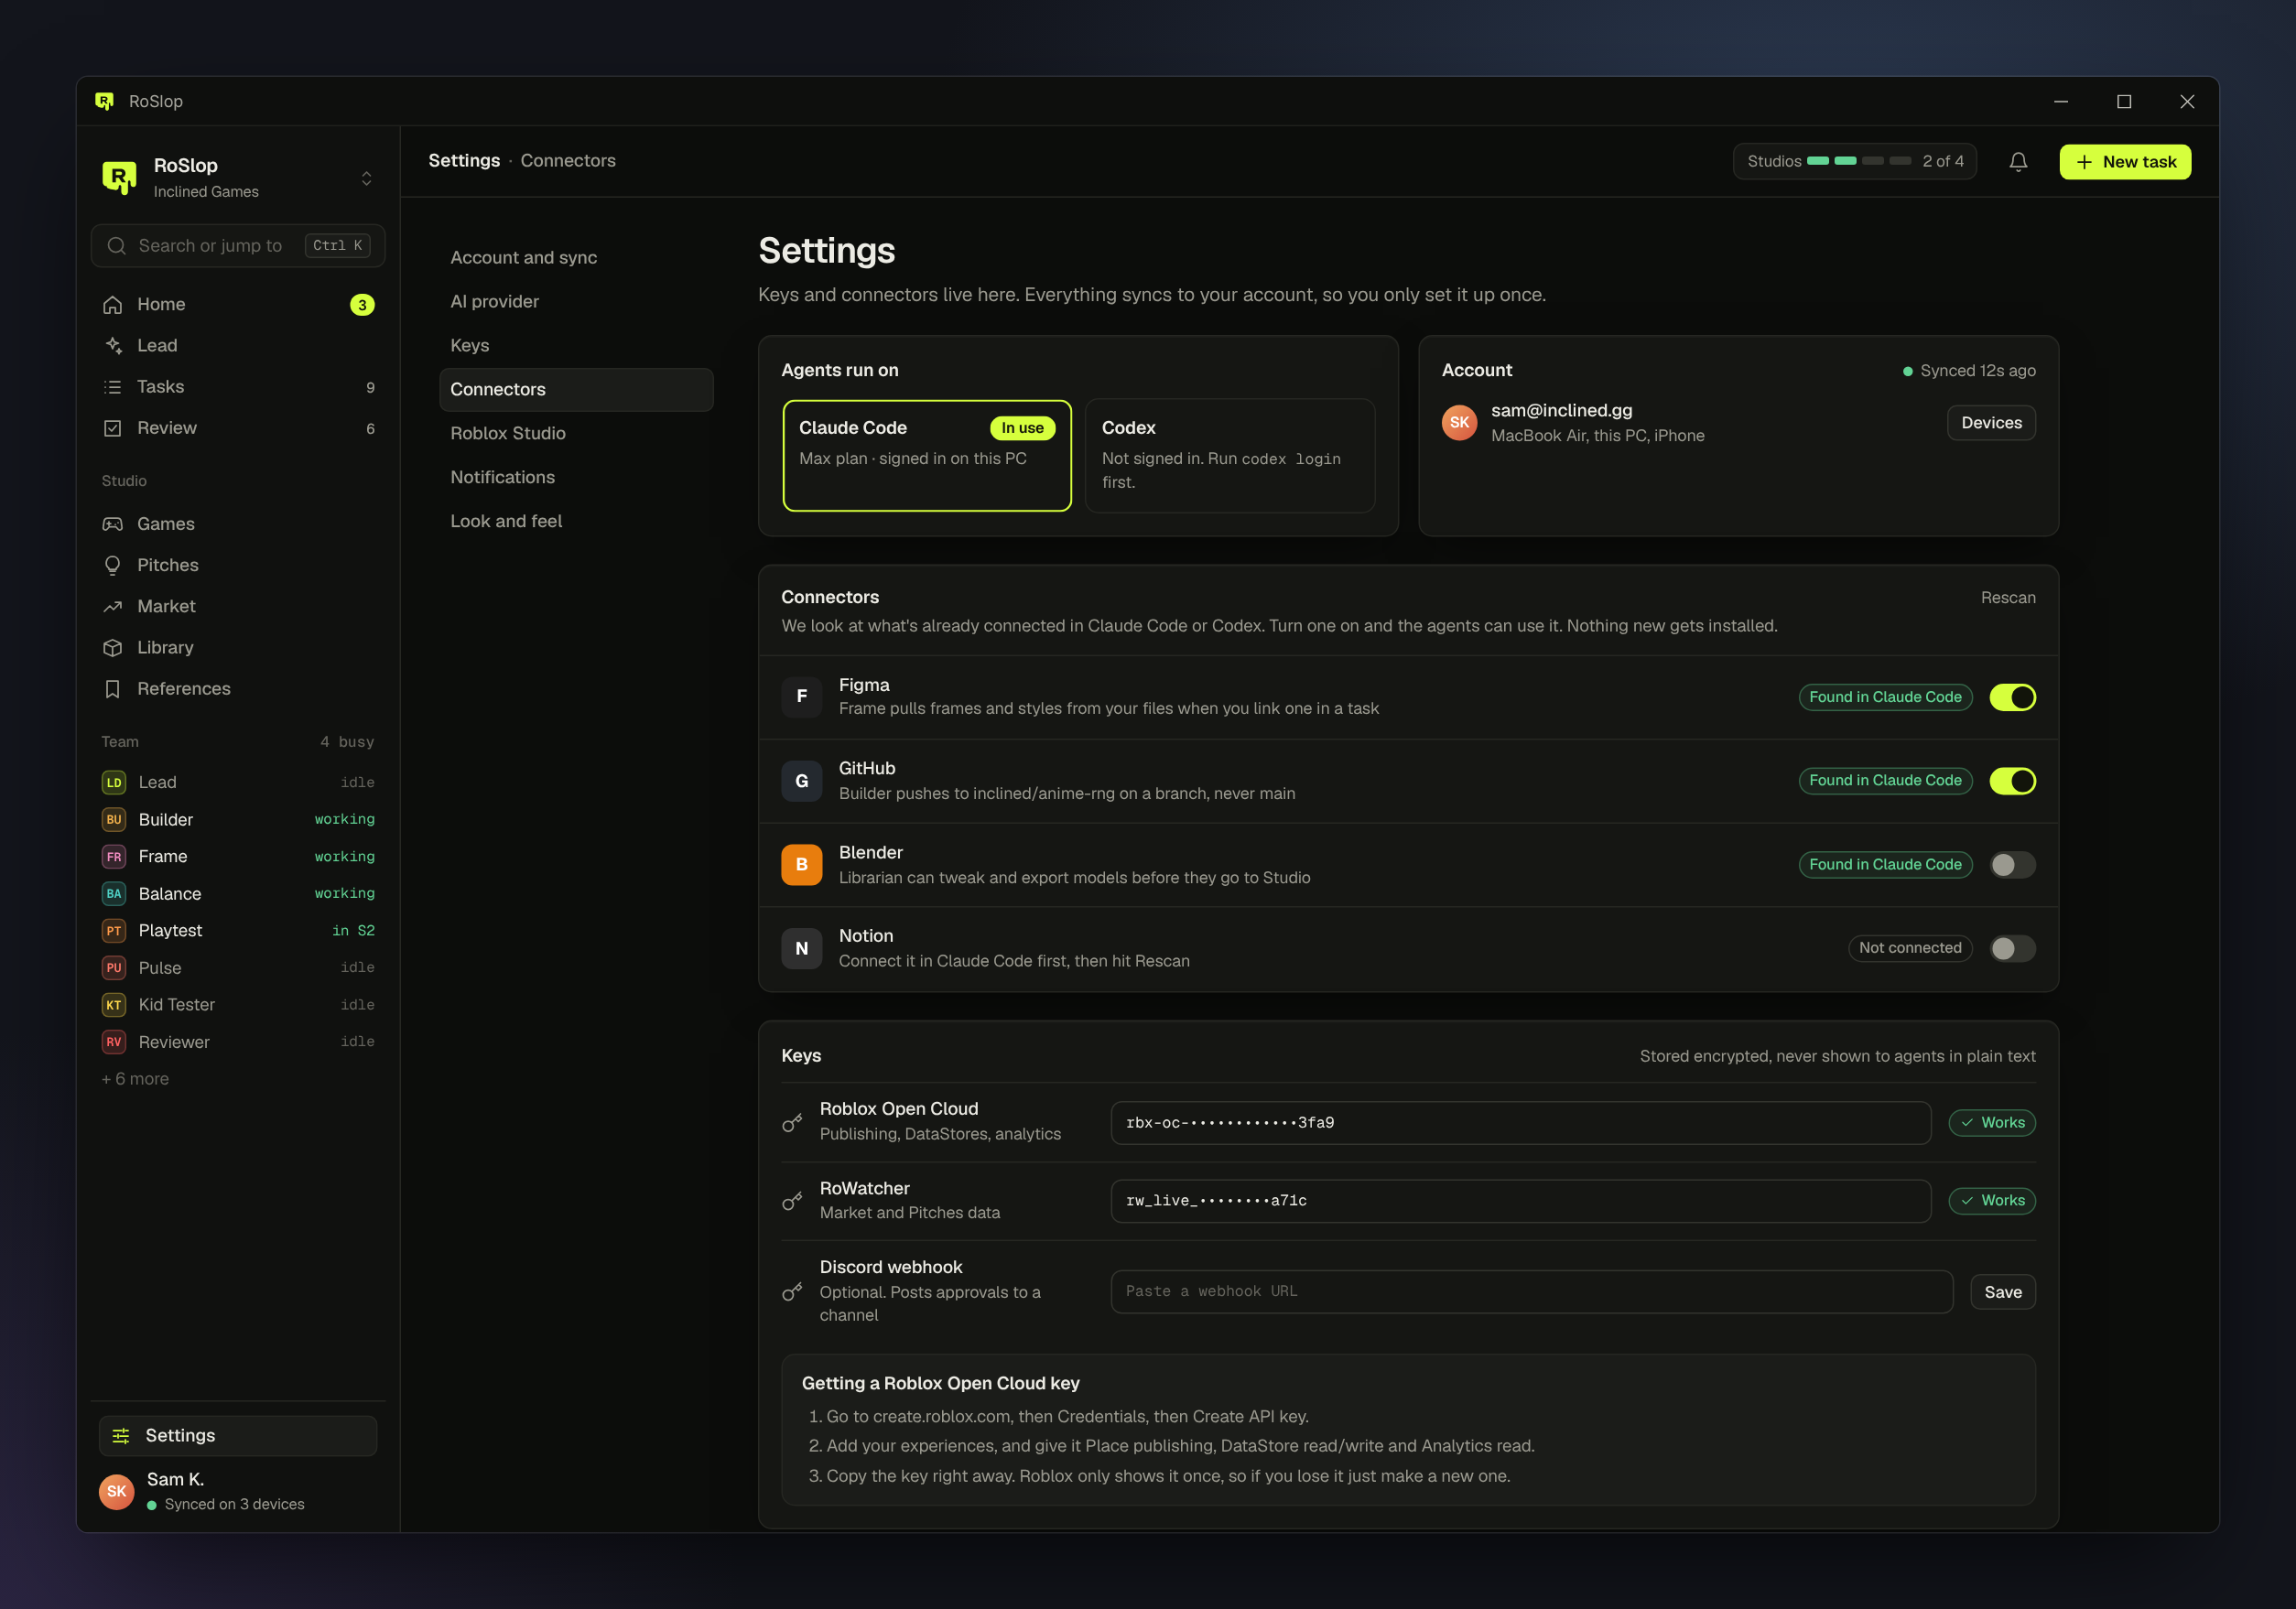 RoSlop
RoSlop
Inclined Games
Search or jump to
Ctrl K
Home
3
Lead
Tasks
9
Review
6
Studio
Games
Pitches
Market
Library
References
Team
4 busy
LD
Lead
idle
BU
Builder
working
FR
Frame
working
BA
Balance
working
PT
Playtest
in S2
PU
Pulse
idle
KT
Kid Tester
idle
RV
Reviewer
idle
+ 6 more
Settings
SK
Sam K.
Synced on 3 devices
Settings · Connectors
Studios
2 of 4
New task
Account and sync
AI provider
Keys
Connectors
Roblox Studio
Notifications
Look and feel
Settings
Keys and connectors live here. Everything syncs to your account, so you only set it up once.
Agents run on
Claude Code
In use
Max plan · signed in on this PC
Codex
Not signed in. Run codex login
first.
Account
Synced 12s ago
SK
sam@inclined.gg
MacBook Air, this PC, iPhone
Devices
Connectors
Rescan
We look at what's already connected in Claude Code or Codex. Turn one on and the agents can use it. Nothing new gets installed.
F
Figma
Frame pulls frames and styles from your files when you link one in a task
Found in Claude Code
G
GitHub
Builder pushes to inclined/anime-rng on a branch, never main
Found in Claude Code
B
Blender
Librarian can tweak and export models before they go to Studio
Found in Claude Code
N
Notion
Connect it in Claude Code first, then hit Rescan
Not connected
Keys
Stored encrypted, never shown to agents in plain text
Roblox Open Cloud
Publishing, DataStores, analytics
rbx-oc-••••••••••••3fa9
Works
RoWatcher
Market and Pitches data
rw_live_••••••••a71c
Works
Discord webhook
Optional. Posts approvals to a
channel
Paste a webhook URL
Save
Getting a Roblox Open Cloud key
1. Go to create.roblox.com, then Credentials, then Create API key.
2. Add your experiences, and give it Place publishing, DataStore read/write and Analytics read.
3. Copy the key right away. Roblox only shows it once, so if you lose it just make a new one.